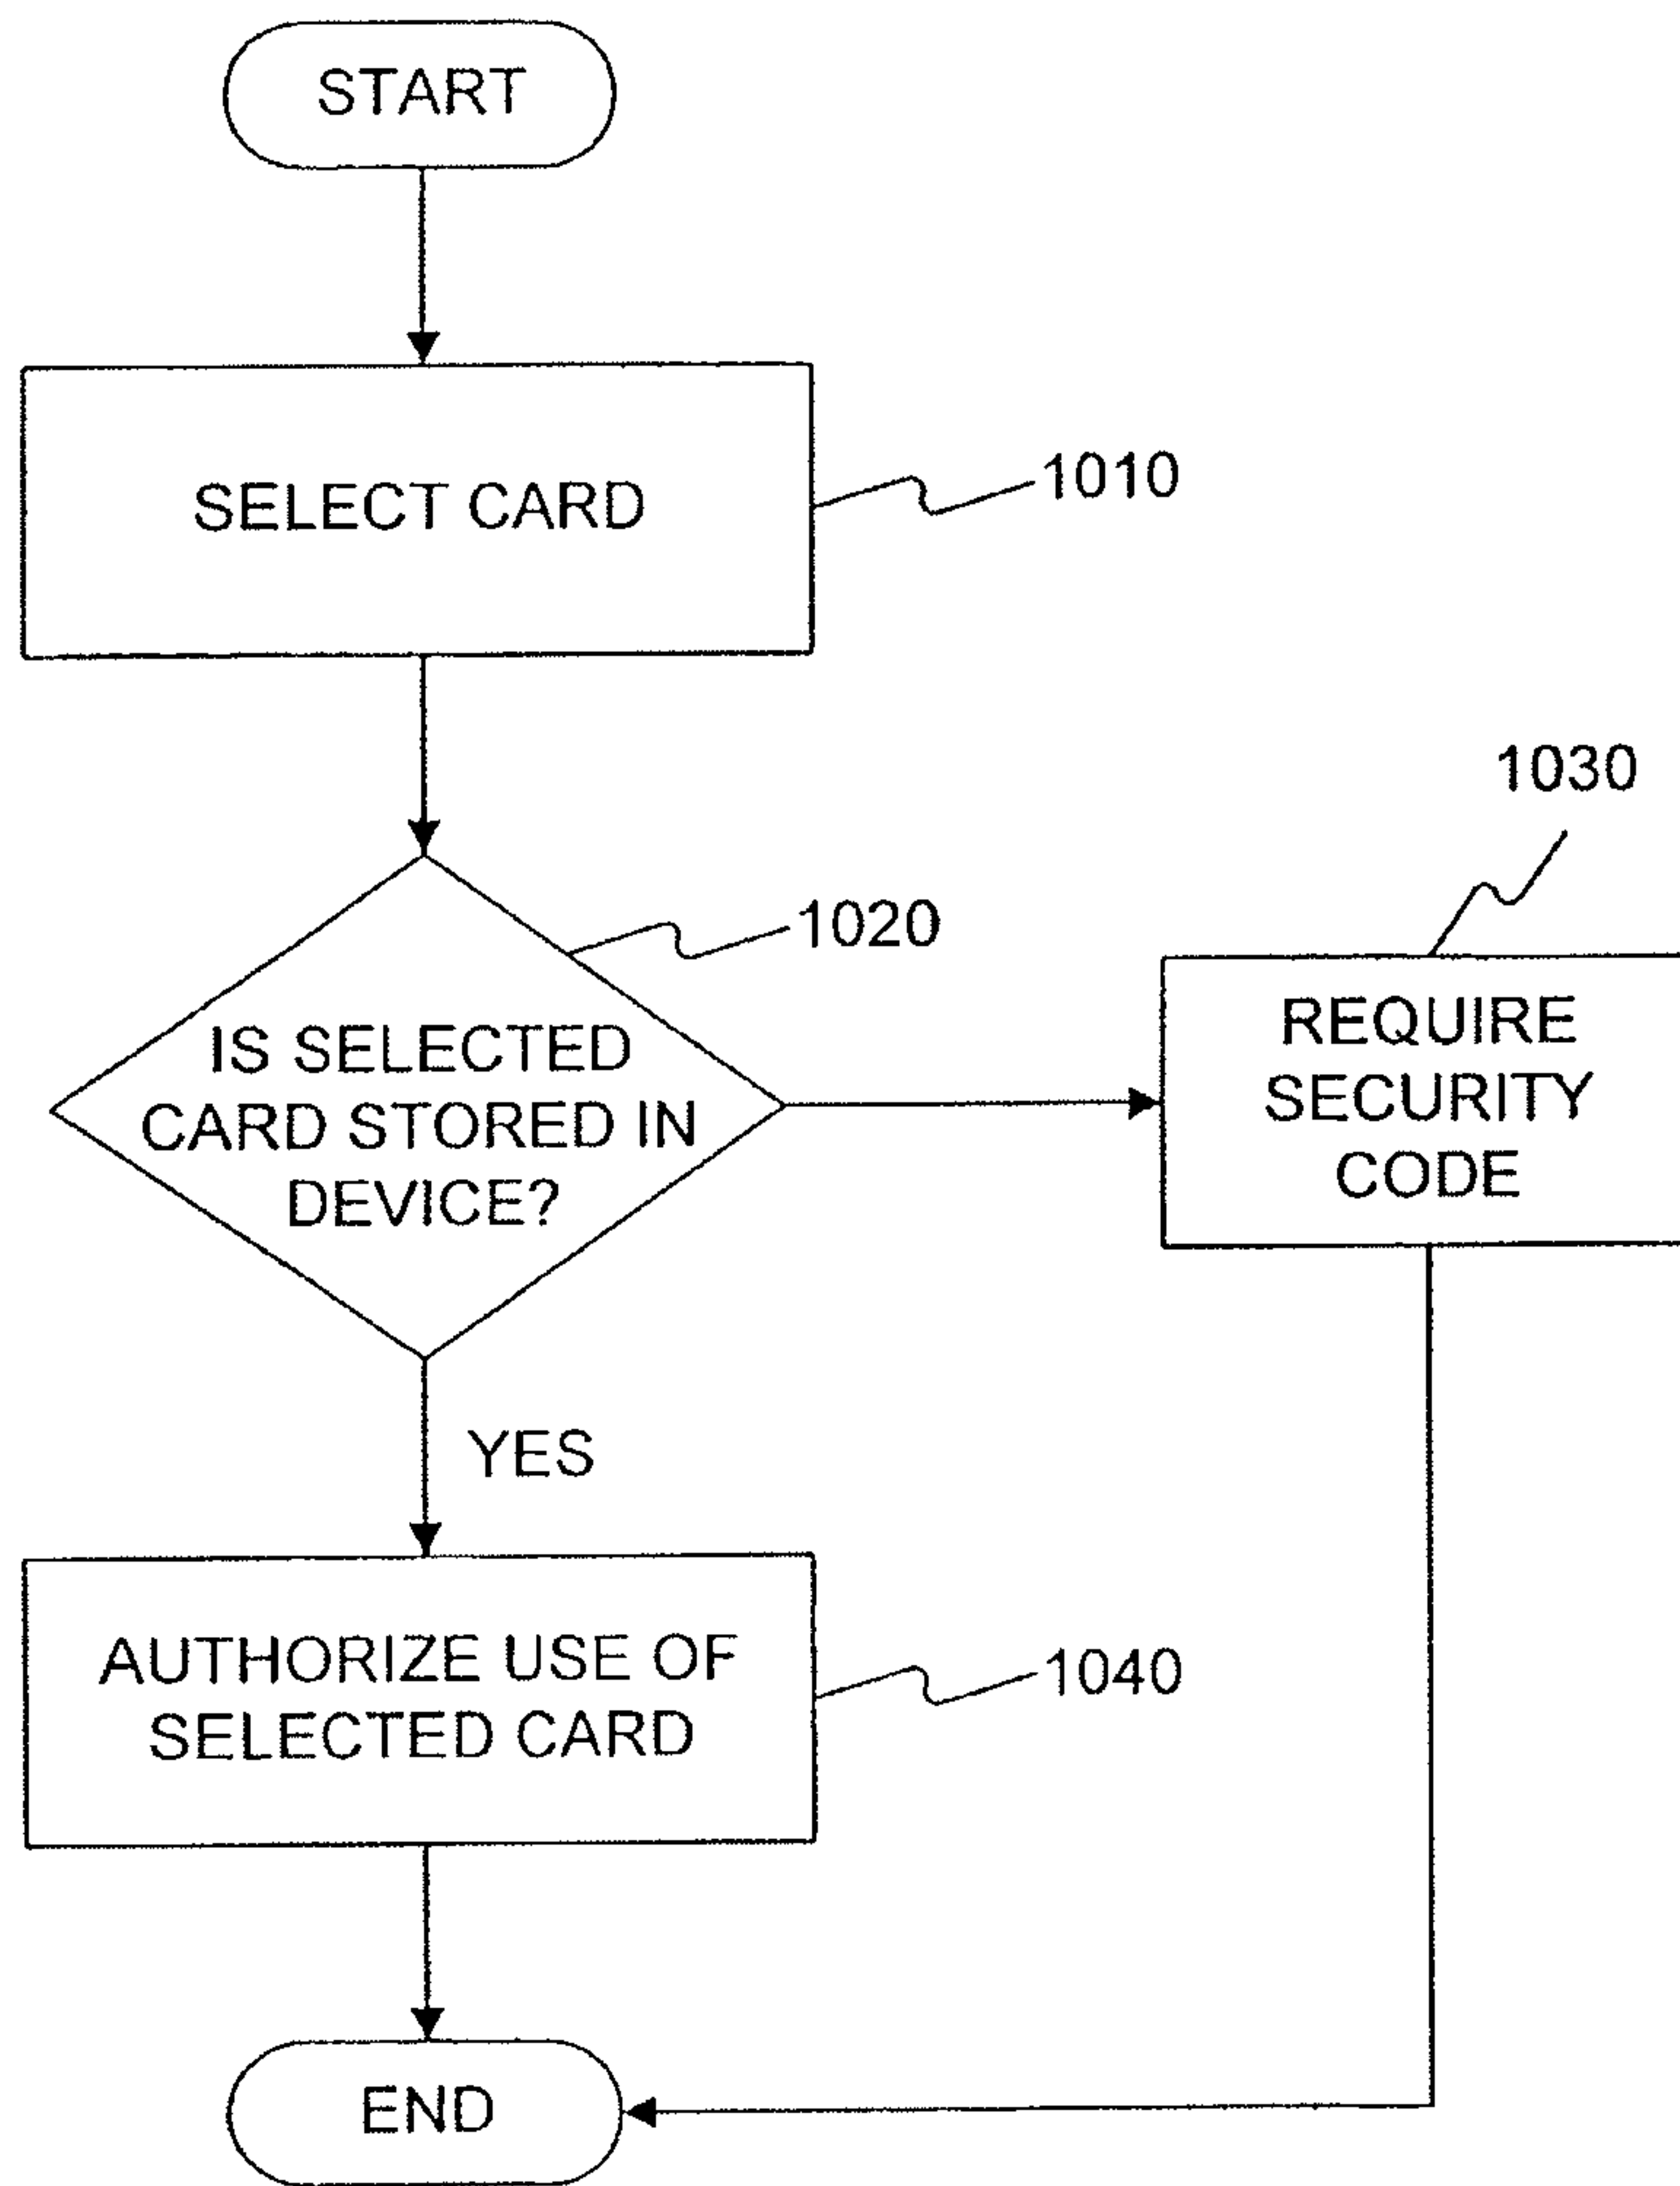 START
SELECT CARD
1010
1030
1020
IS SELECTED
CARD STORED IN
DEVICE?
REQUIRE
SECURITY
CODE
YES
AUTHORIZE USE OF
SELECTED CARD
1040
END